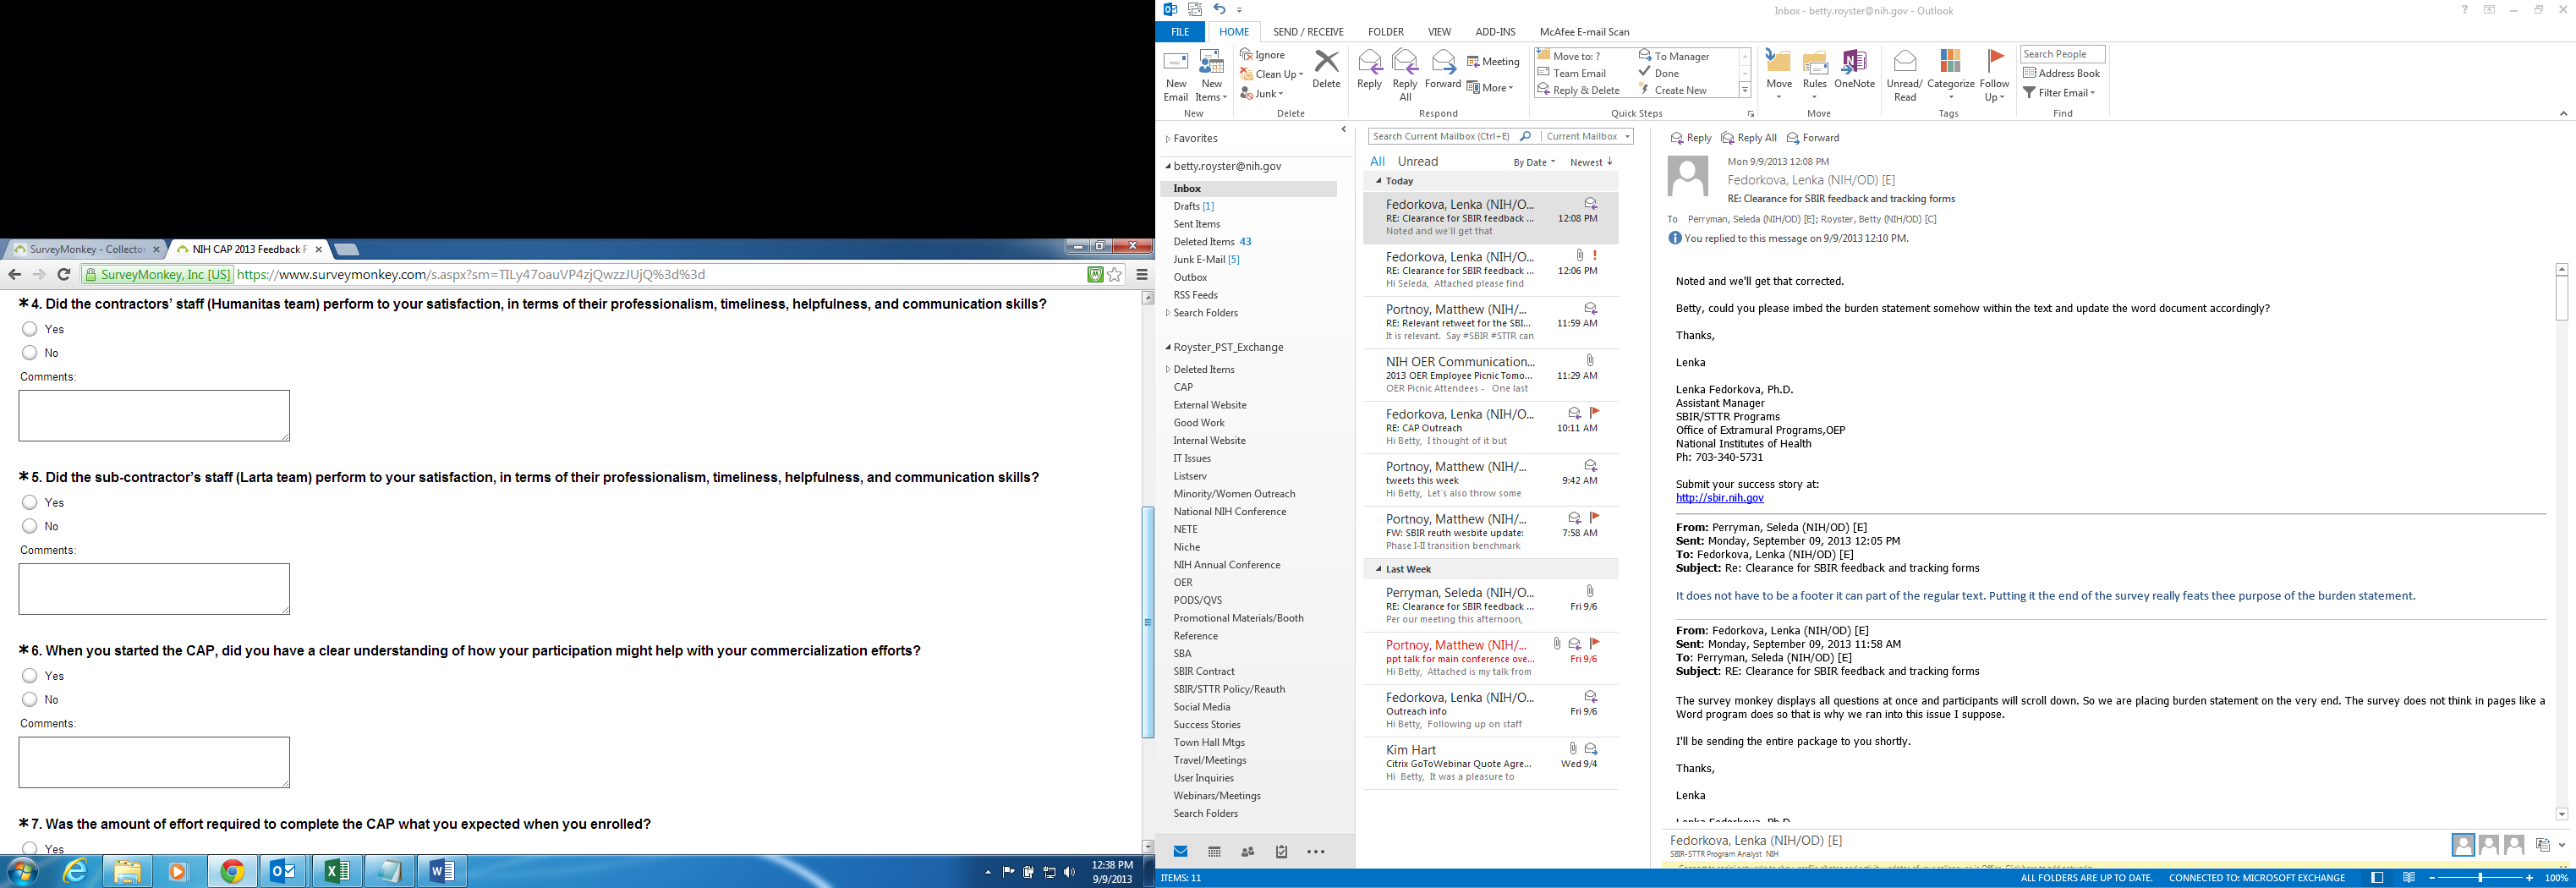 SurveyMonkey - Collector
NIH CAP 2013 Feedback F
SurveyMonkey, Inc [US] https://www.surveymonkey.com/s.aspx?sm=TILy47oauVP4zjQwzzJUjQ%3d%3d
*4. Did the contractors’ staff (Humanitas team) perform to your satisfaction, in terms of their professionalism, timeliness, helpfulness, and communication skills?
Yes
No
Comments:
*5. Did the sub-contractor’s staff (Larta team) perform to your satisfaction, in terms of their professionalism, timeliness, helpfulness, and communication skills?
Yes
No
Comments:
*6. When you started the CAP, did you have a clear understanding of how your participation might help with your commercialization efforts?
Yes
No
Comments:
*7. Was the amount of effort required to complete the CAP what you expected when you enrolled?
Yes
12:38 PM
9/9/2013
Inbox - betty.royster@nih.gov - Outlook
FILE HOME SEND / RECEIVE FOLDER VIEW ADD-INS McAfee E-mail Scan
New Email
New Items
New
Ignore
Clean Up
Junk
Delete
Delete
Reply
Reply All
Forward
Meeting
More
Respond
Move to: ?
Team Email
Reply & Delete
To Manager
Done
Create New
Quick Steps
Move
Rules
OneNote
Move
Unread/ Read
Categorize
Follow Up
Tags
Search People
Address Book
Filter Email
Find
Favorites
betty.royster@nih.gov
Inbox
Drafts [1]
Sent Items
Deleted Items 43
Junk E-Mail [5]
Outbox
RSS Feeds
Search Folders
Royster_PST_Exchange
Deleted Items
CAP
External Website
Good Work
Internal Website
IT Issues
Listserv
Minority/Women Outreach
National NIH Conference
NETE
Niche
NIH Annual Conference
OER
PODS/QVS
Promotional Materials/Booth
Reference
SBA
SBIR Contract
SBIR/STTR Policy/Reauth
Social Media
Success Stories
Town Hall Mtgs
Travel/Meetings
User Inquiries
Webinars/Meetings
Search Folders
Search Current Mailbox (Ctrl+E) Current Mailbox
All Unread By Date Newest
Today
Fedorkova, Lenka (NIH/O...
RE: Clearance for SBIR feedback ... 12:08 PM
Noted and we'll get that
Fedorkova, Lenka (NIH/O...
RE: Clearance for SBIR feedback ... 12:06 PM
Hi Seleda, Attached please find
Portnoy, Matthew (NIH/...
RE: Relevant retweet for the SBI... 11:59 AM
It is relevant. Say #SBIR #STTR can
NIH OER Communication...
2013 OER Employee Picnic Tomo... 11:29 AM
OER Picnic Attendees - One last
Fedorkova, Lenka (NIH/O...
RE: CAP Outreach 10:11 AM
Hi Betty, I thought of it but
Portnoy, Matthew (NIH/...
tweets this week 9:42 AM
Hi Betty, Let's also throw some
Portnoy, Matthew (NIH/...
FW: SBIR reuth wesbite update: 7:58 AM
Phase I-II transition benchmark
Last Week
Perryman, Seleda (NIH/O...
RE: Clearance for SBIR feedback ... Fri 9/6
Per our meeting this afternoon,
Portnoy, Matthew (NIH/...
ppt talk for main conference ove... Fri 9/6
Hi Betty, Attached is my talk from
Fedorkova, Lenka (NIH/O...
Outreach info Fri 9/6
Hi Betty, Following up on staff
Kim Hart
Citrix GoToWebinar Quote Agre... Wed 9/4
Hi Betty, It was a pleasure to
Reply Reply All Forward
Mon 9/9/2013 12:08 PM
Fedorkova, Lenka (NIH/OD) [E]
RE: Clearance for SBIR feedback and tracking forms
To Perryman, Seleda (NIH/OD) [E]; Royster, Betty (NIH/OD) [C]
You replied to this message on 9/9/2013 12:10 PM.
Noted and we'll get that corrected.
Betty, could you please imbed the burden statement somehow within the text and update the word document accordingly?
Thanks,
Lenka
Lenka Fedorkova, Ph.D.
Assistant Manager
SBIR/STTR Programs
Office of Extramural Programs,OEP
National Institutes of Health
Ph: 703-340-5731
Submit your success story at:
http://sbir.nih.gov
From: Perryman, Seleda (NIH/OD) [E]
Sent: Monday, September 09, 2013 12:05 PM
To: Fedorkova, Lenka (NIH/OD) [E]
Subject: Re: Clearance for SBIR feedback and tracking forms
It does not have to be a footer it can part of the regular text. Putting it the end of the survey really feats thee purpose of the burden statement.
From: Fedorkova, Lenka (NIH/OD) [E]
Sent: Monday, September 09, 2013 11:58 AM
To: Perryman, Seleda (NIH/OD) [E]
Subject: RE: Clearance for SBIR feedback and tracking forms
The survey monkey displays all questions at once and participants will scroll down. So we are placing burden statement on the very end. The survey does not think in pages like a
Word program does so that is why we ran into this issue I suppose.
I'll be sending the entire package to you shortly.
Thanks,
Lenka
Lenka Fedorkova, Ph.D.
Fedorkova, Lenka (NIH/OD) [E]
SBIR-STTR Program Analyst NIH
ITEMS: 11
ALL FOLDERS ARE UP TO DATE. CONNECTED TO: MICROSOFT EXCHANGE 100%